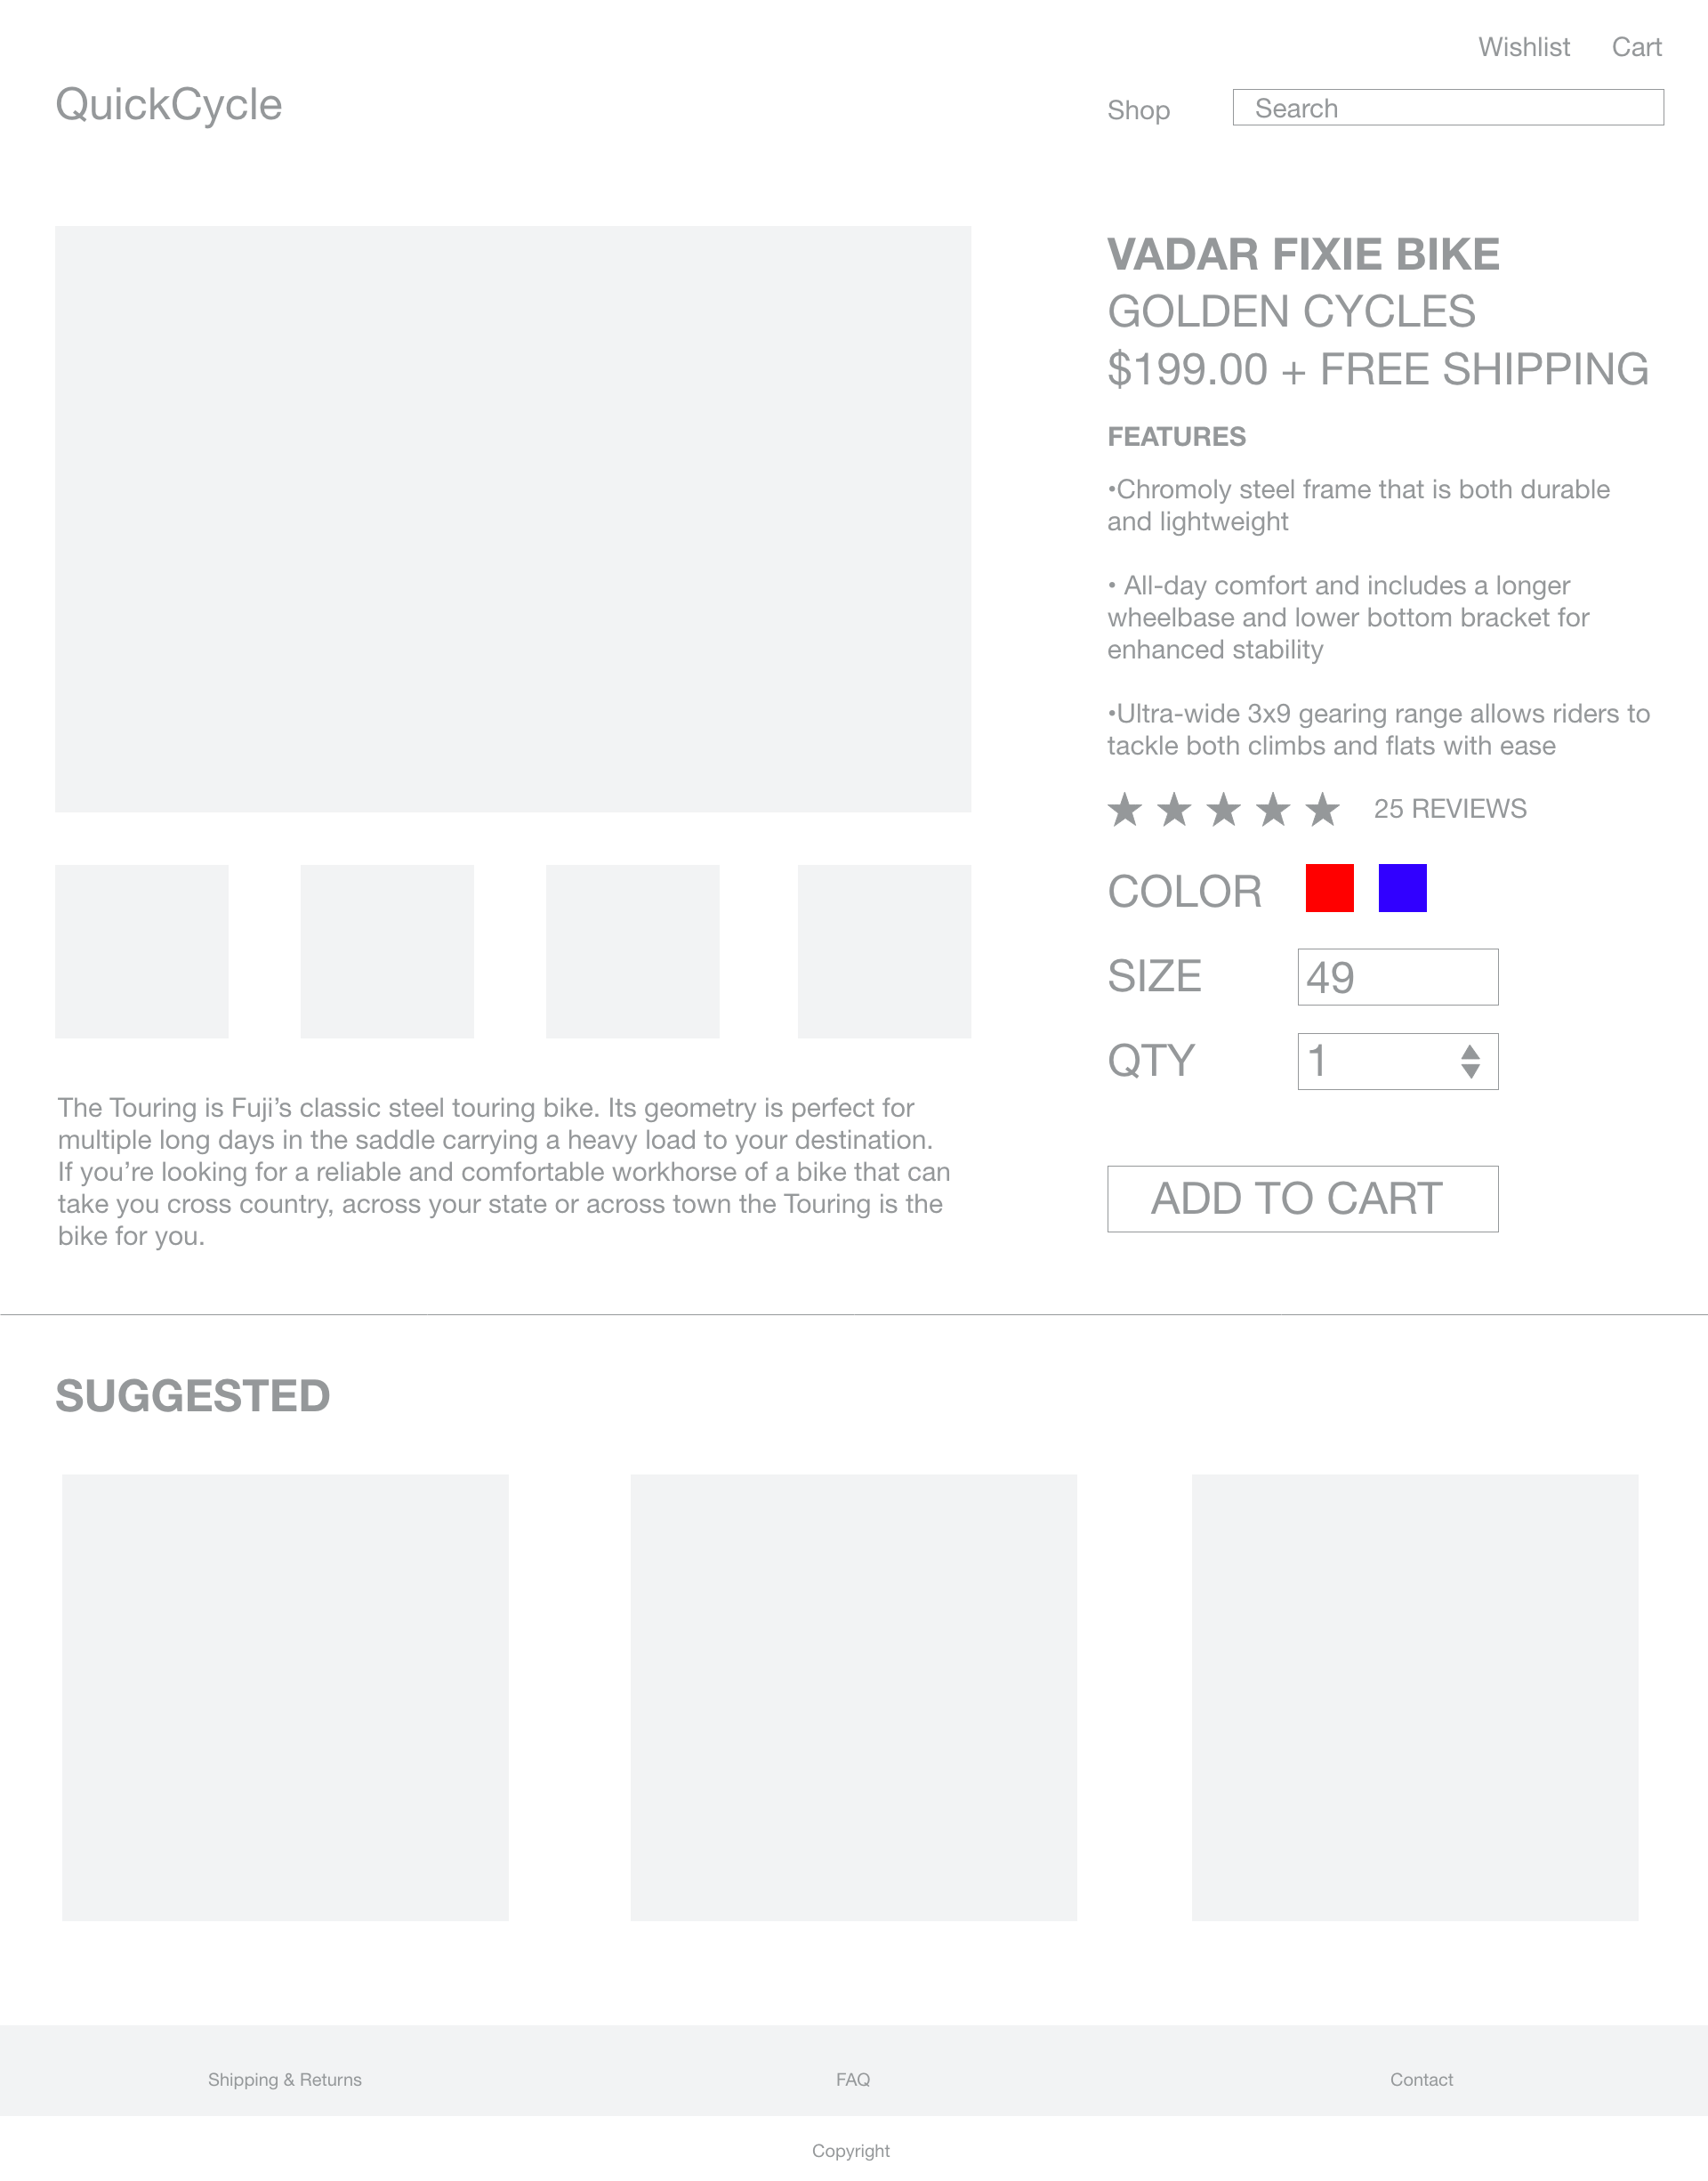 Wishlist Cart
QuickCycle
Shop
Search
VADAR FIXIE BIKE
GOLDEN CYCLES
$199.00 + FREE SHIPPING
FEATURES
•Chromoly steel frame that is both durable
and lightweight
• All-day comfort and includes a longer
wheelbase and lower bottom bracket for
enhanced stability
•Ultra-wide 3x9 gearing range allows riders to
tackle both climbs and flats with ease
25 REVIEWS
COLOR
SIZE 49
QTY 1
ADD TO CART
The Touring is Fuji’s classic steel touring bike. Its geometry is perfect for
multiple long days in the saddle carrying a heavy load to your destination.
If you’re looking for a reliable and comfortable workhorse of a bike that can
take you cross country, across your state or across town the Touring is the
bike for you.
SUGGESTED
Shipping & Returns FAQ Contact
Copyright